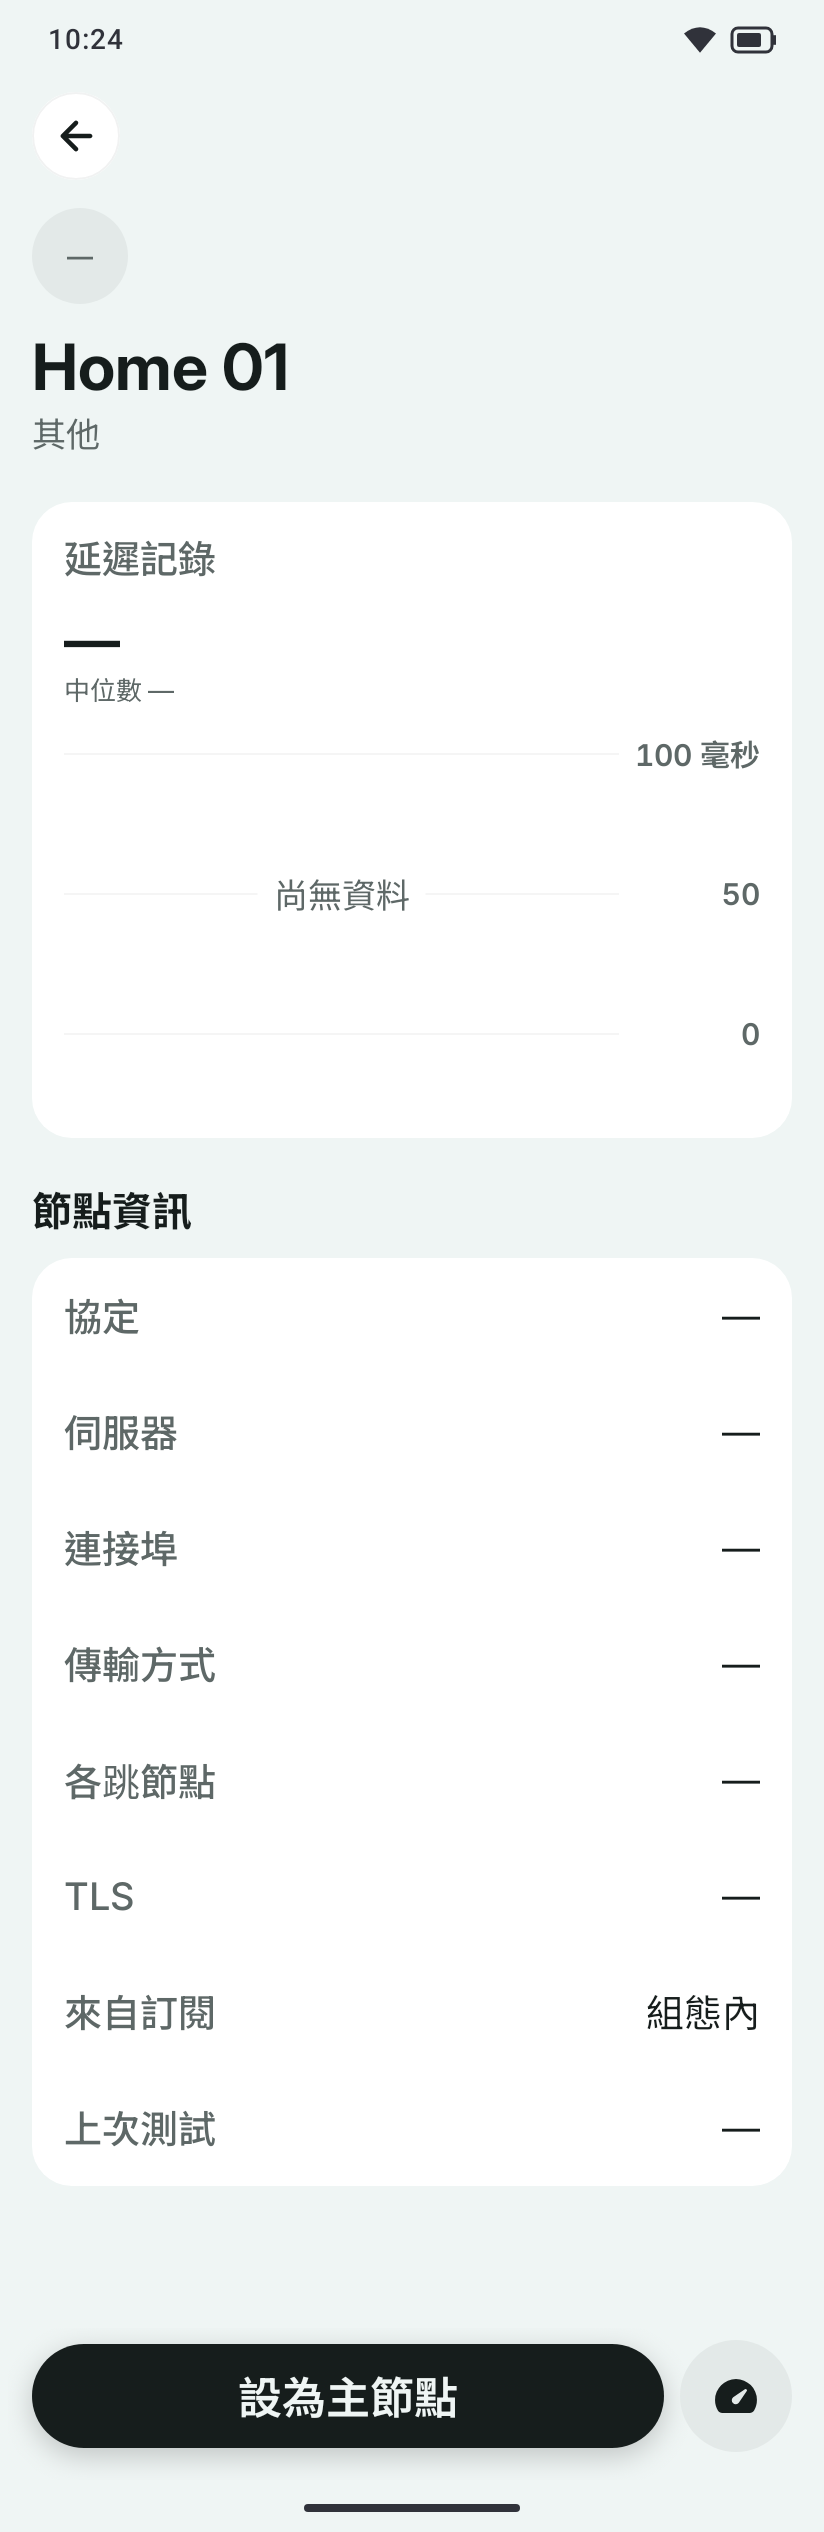 10:24
—
Home 01
其他
延遲記錄
—
中位數 —
100 毫秒
尚無資料
50
0
節點資訊
協定 —
伺服器 —
連接埠 —
傳輸方式 —
各跳節點 —
TLS —
來自訂閱 組態內
上次測試 —
設為主節點